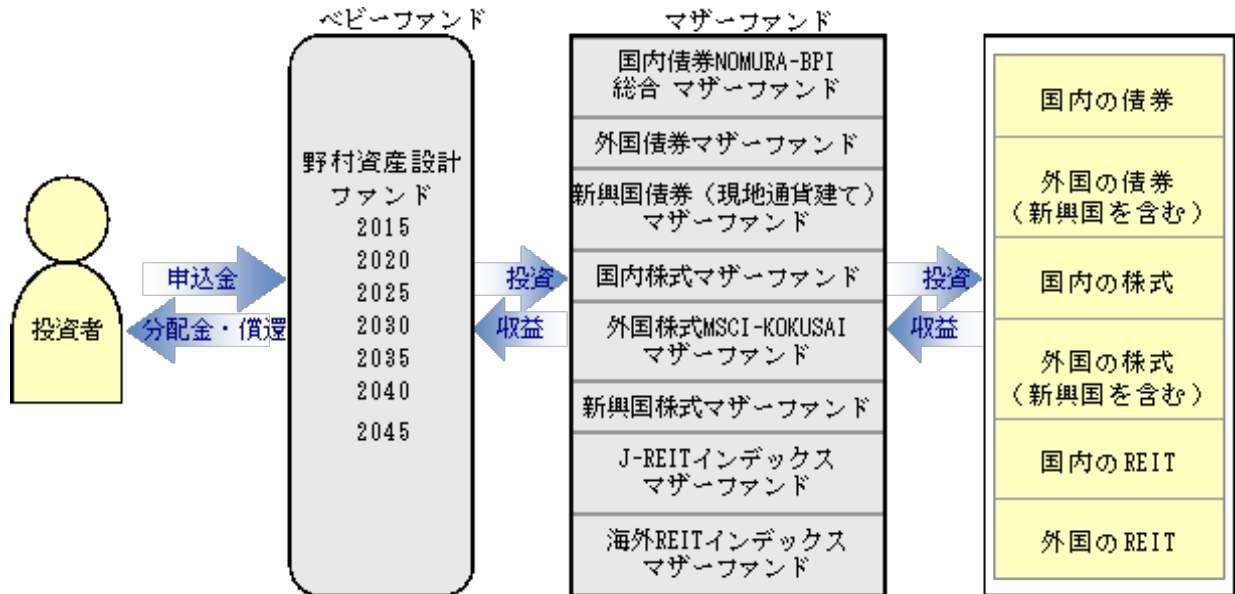 ベビーファンド
マザーファンド
投資者
申込金
分配金・償還
野村資産設計
ファンド
2015
2020
2025
2030
2035
2040
2045
投資
収益
国内債券NOMURA-BPI
総合 マザーファンド
外国債券マザーファンド
新興国債券（現地通貨建て）
マザーファンド
国内株式マザーファンド
外国株式MSCI-KOKUSAI
マザーファンド
新興国株式マザーファンド
J-REITインデックス
マザーファンド
海外REITインデックス
マザーファンド
投資
収益
国内の債券
外国の債券
（新興国を含む）
国内の株式
外国の株式
（新興国を含む）
国内のREIT
外国のREIT